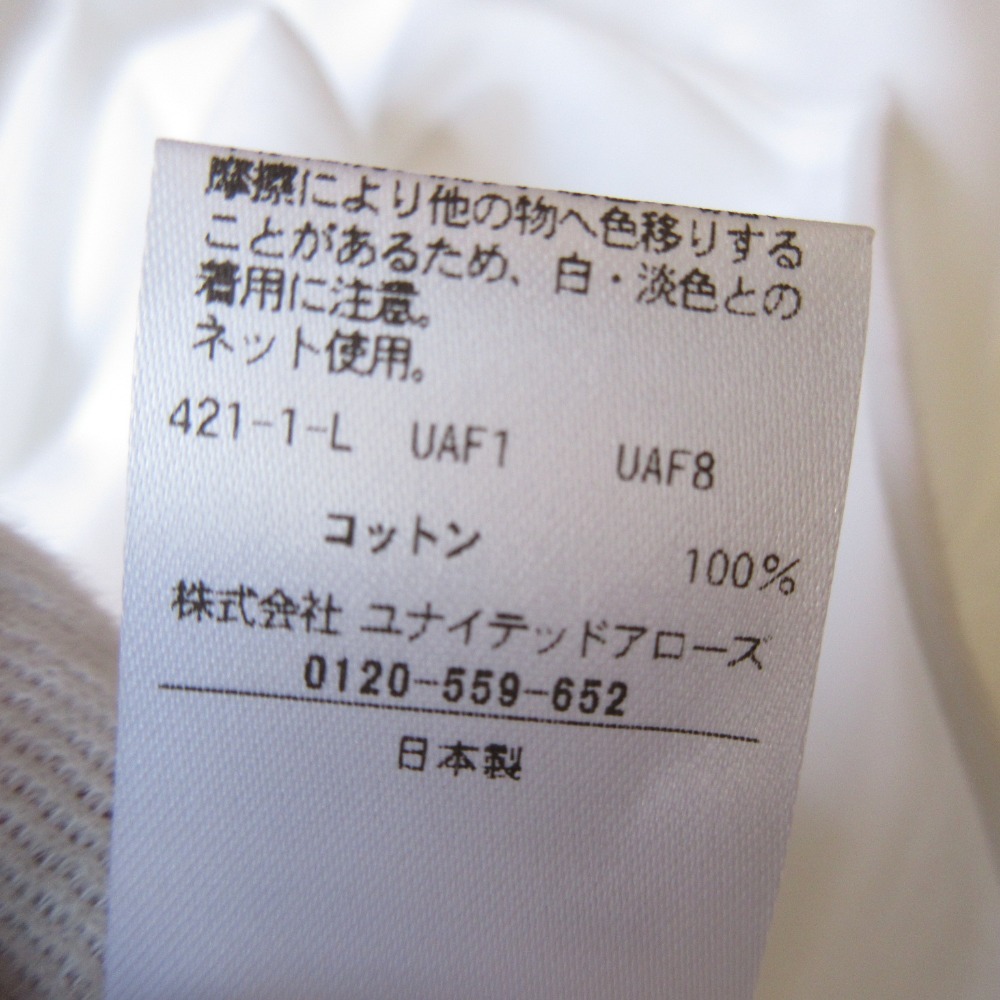 摩擦により他の物へ色移りする
ことがあるため、白・淡色との
着用に注意。
ネット使用。
421-1-L UAF1 UAF8
コットン 100%
株式会社 ユナイテッドアローズ
0120-559-652
日本製